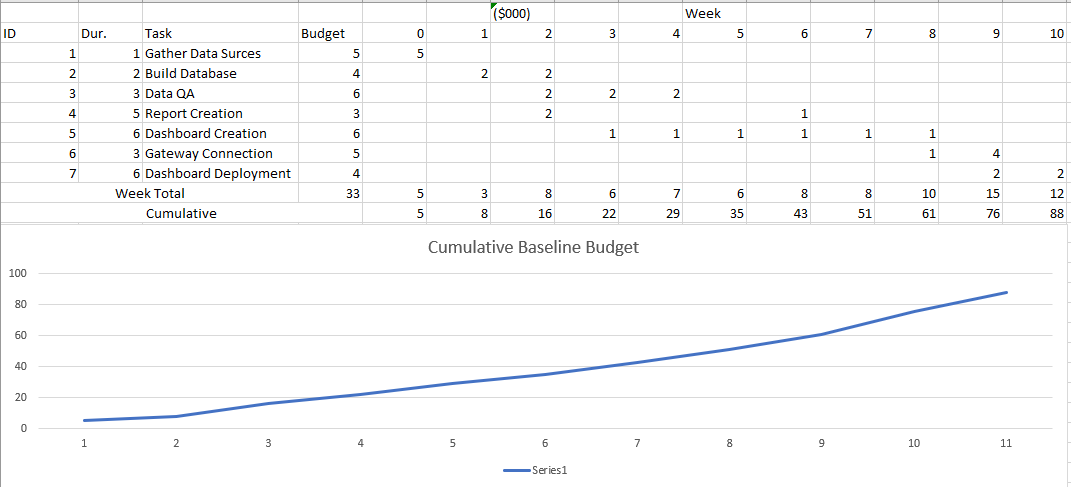 ($000) Week
ID Dur. Task Budget 0 1 2 3 4 5 6 7 8 9 10
1 1 Gather Data Surces 5 5
2 2 Build Database 4 2 2
3 3 Data QA 6 2 2 2
4 5 Report Creation 3 2 1
5 6 Dashboard Creation 6 1 1 1 1 1 1
6 3 Gateway Connection 5 1 4
7 6 Dashboard Deployment 4 2 2
Week Total 33 5 3 8 6 7 6 8 8 10 15 12
Cumulative 5 8 16 22 29 35 43 51 61 76 88
Cumulative Baseline Budget
100
80
60
40
20
0
1 2 3 4 5 6 7 8 9 10 11
Series1